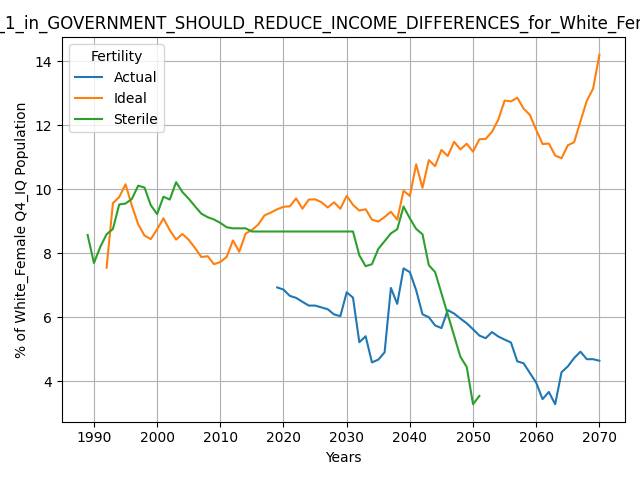 _1_in_GOVERNMENT_SHOULD_REDUCE_INCOME_DIFFERENCES_for_White_Fe
% of White_Female Q4_IQ Population
14
12
10
8
6
4
Fertility
Actual
Ideal
Sterile
1990 2000 2010 2020 2030 2040 2050 2060 2070
Years